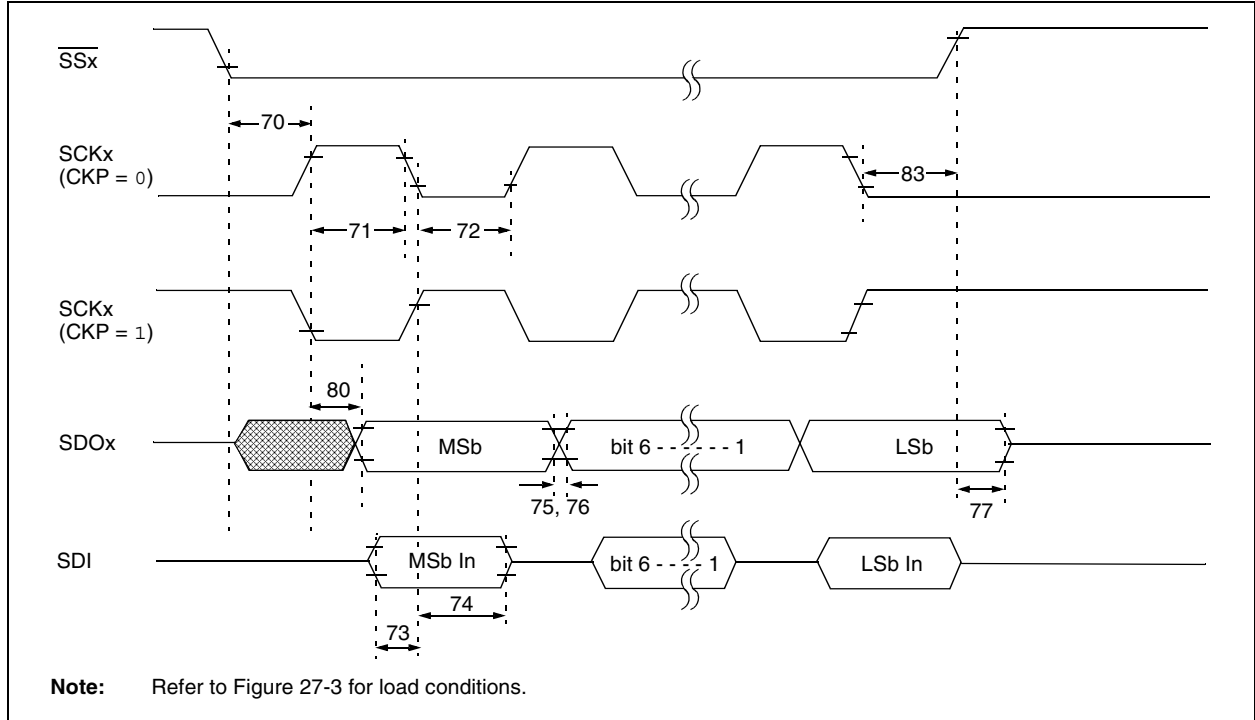 SSx
70
SCKx
(CKP = 0)
83
71
72
SCKx
(CKP = 1)
80
SDOx
MSb
bit 6 - - - - - - 1
LSb
75, 76
77
SDI
MSb In
bit 6 - - - - 1
LSb In
74
73
Note: Refer to Figure 27-3 for load conditions.